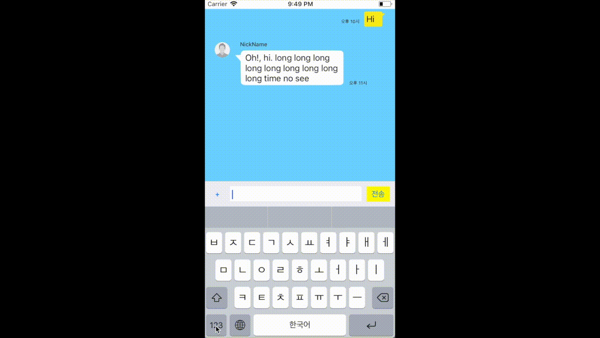 Carrier 9:49 PM
오후 10시 Hi
NickName
Oh!, hi. long long long
long long long long long
long time no see
오후 11시
+ 전송
ㅂ ㅈ ㄷ ㄱ ㅅ ㅛ ㅕ ㅑ ㅐ ㅔ
ㅁ ㄴ ㅇ ㄹ ㅎ ㅗ ㅓ ㅏ ㅣ
ㅋ ㅌ ㅊ ㅍ ㅠ ㅜ ㅡ
123 한국어